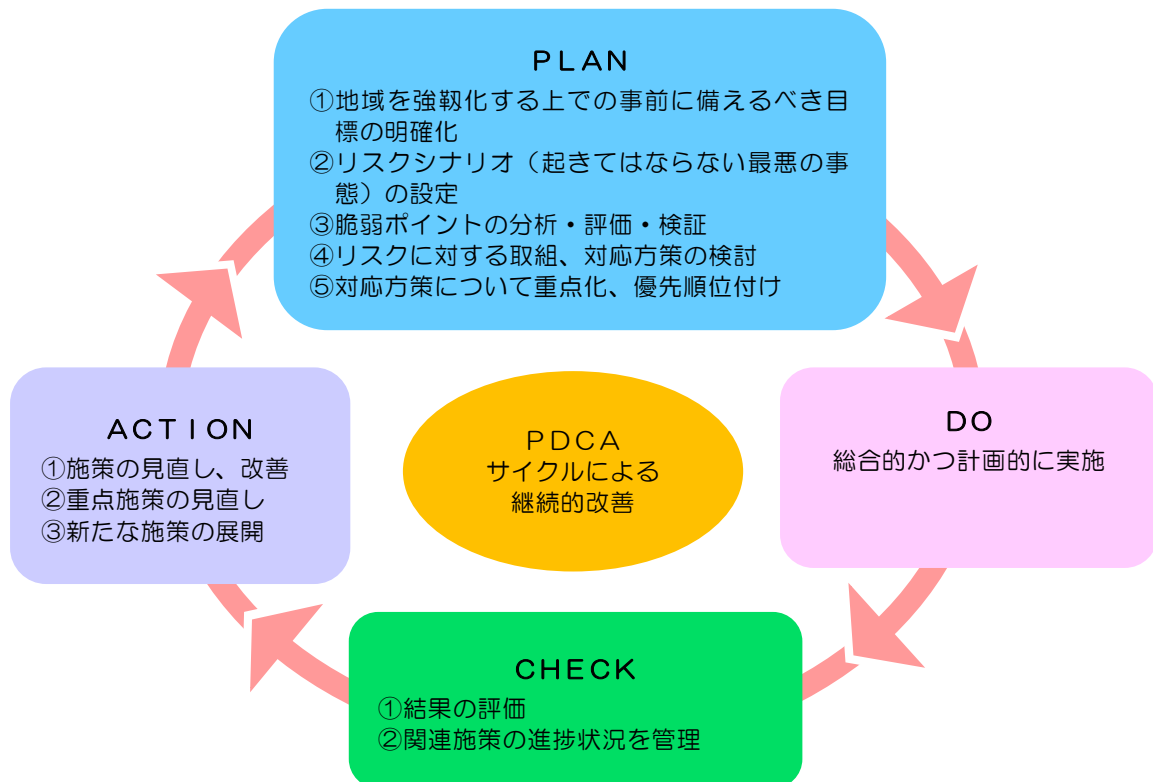 ＰＬＡＮ
①地域を強靱化する上での事前に備えるべき目
標の明確化
②リスクシナリオ（起きてはならない最悪の事
態）の設定
③脆弱ポイントの分析・評価・検証
④リスクに対する取組、対応方策の検討
⑤対応方策について重点化、優先順位付け
ＤＯ
総合的かつ計画的に実施
ＣＨＥＣＫ
①結果の評価
②関連施策の進捗状況を管理
ＡＣＴＩＯＮ
①施策の見直し、改善
②重点施策の見直し
③新たな施策の展開
ＰＤＣＡ
サイクルによる
継続的改善